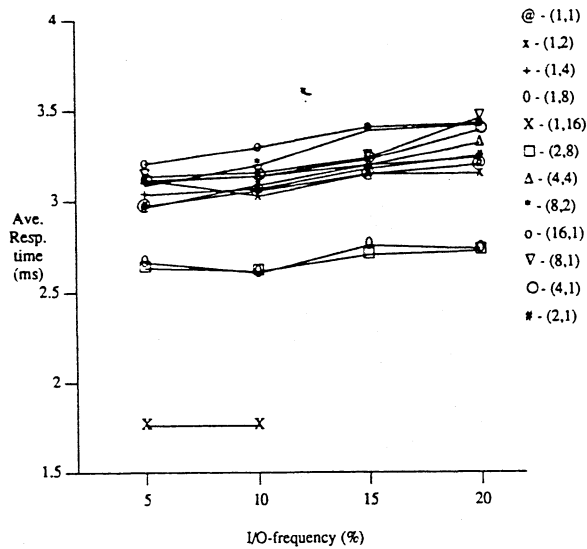 4
3.5
3
2.5
2
1.5
Ave.
Resp.
time
(ms)
5
10
15
20
I/O-frequency (%)
@ - (1,1)
x - (1,2)
+ - (1,4)
0 - (1,8)
X - (1,16)
□ - (2,8)
Δ - (4,4)
* - (8,2)
o - (16,1)
∇ - (8,1)
O - (4,1)
# - (2,1)